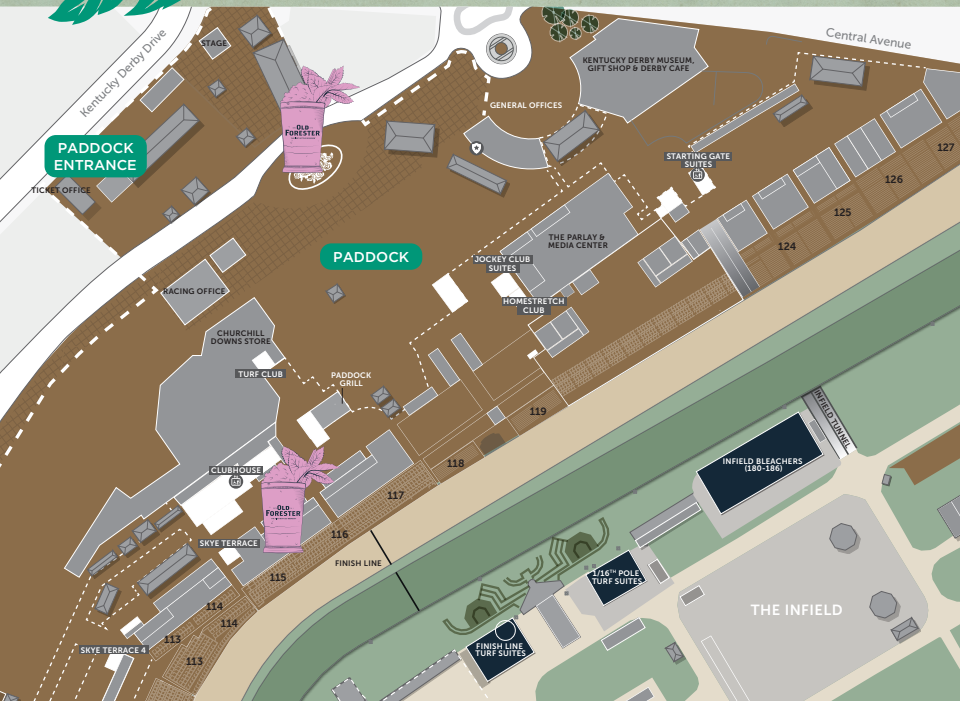 Kentucky Derby Drive
STAGE
Central Avenue
KENTUCKY DERBY MUSEUM,
GIFT SHOP & DERBY CAFE
GENERAL OFFICES
OLD
FORESTER
PADDOCK
ENTRANCE
TICKET OFFICE
STARTING GATE
SUITES
127
126
125
124
THE PARLAY &
MEDIA CENTER
PADDOCK
JOCKEY CLUB
SUITES
RACING OFFICE
HOMESTRETCH
CLUB
CHURCHILL
DOWNS STORE
TURF CLUB
PADDOCK
GRILL
119
INFIELD TUNNEL
118
INFIELD BLEACHERS
(180-186)
CLUBHOUSE
117
OLD
FORESTER
116
SKYE TERRACE
FINISH LINE
115
1/16TH POLE
TURF SUITES
114
114
THE INFIELD
113
SKYE TERRACE 4
113
FINISH LINE
TURF SUITES